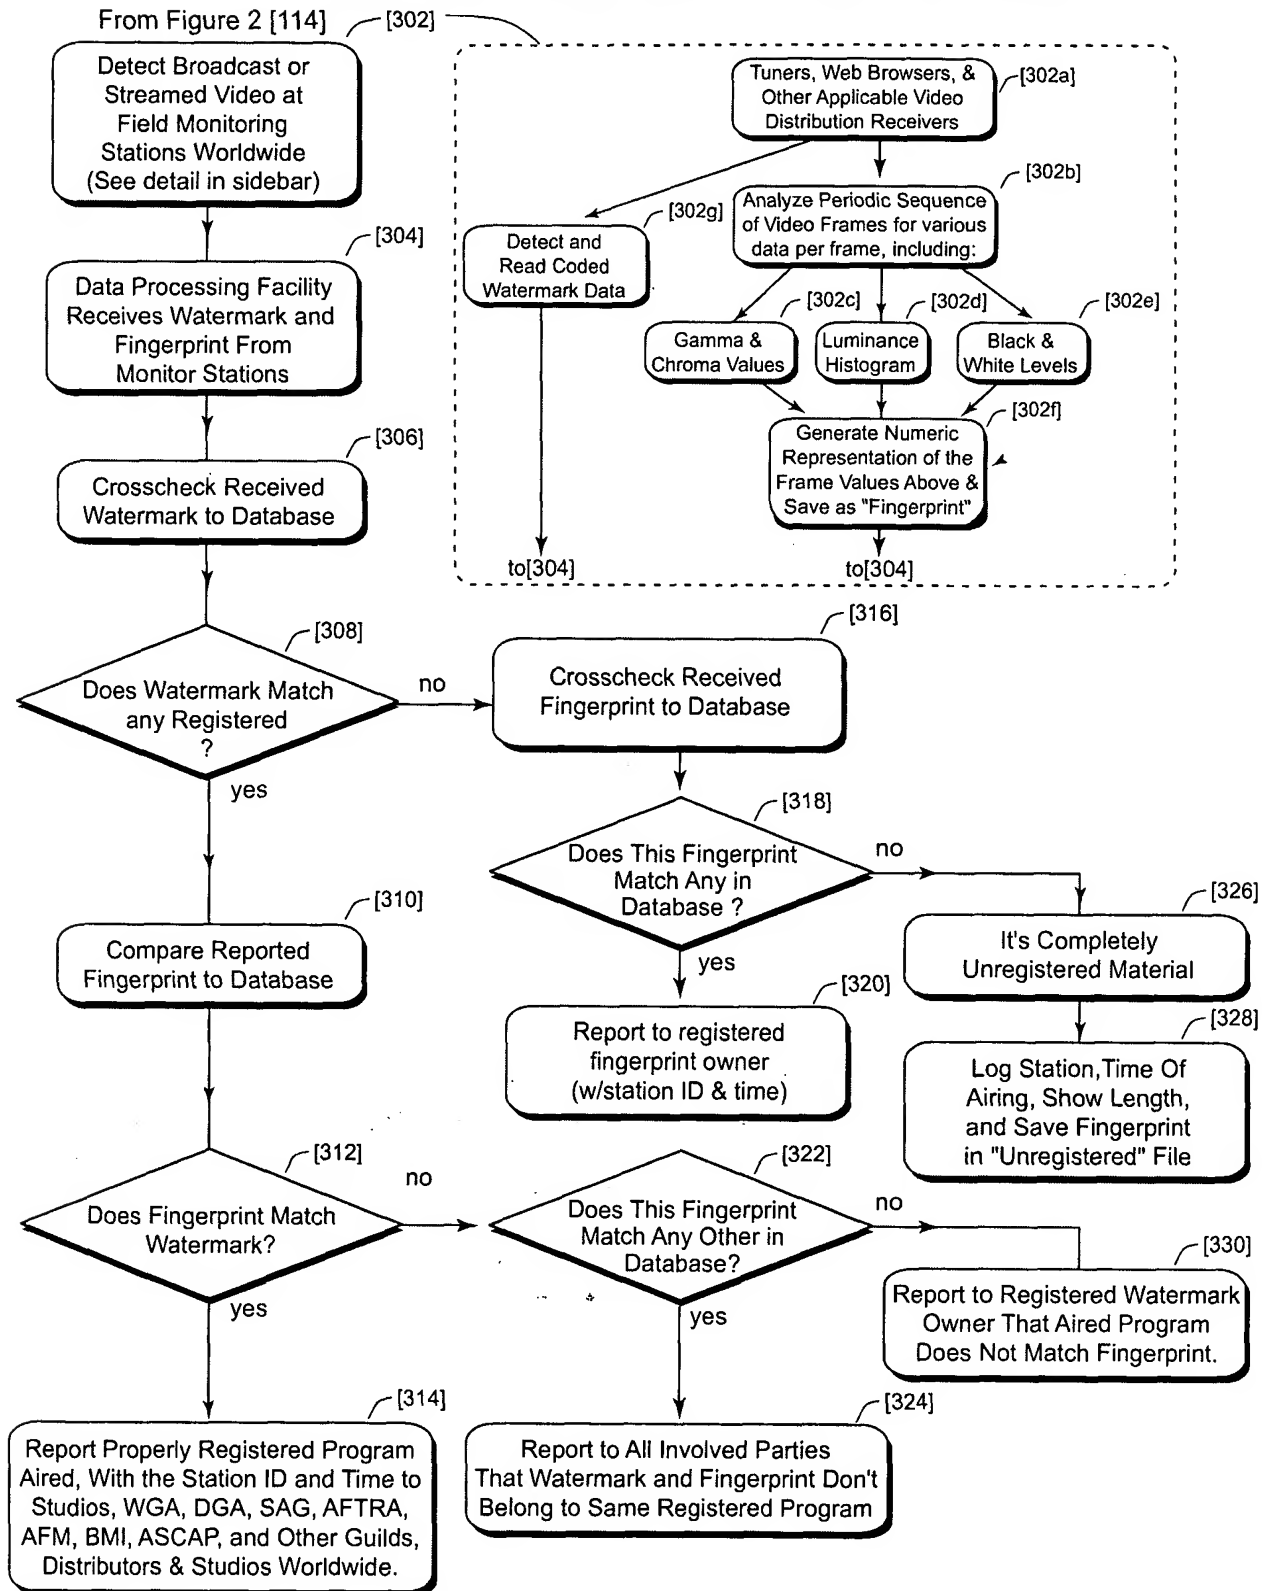 From Figure 2 [114]
[302]
Detect Broadcast or
Streamed Video at
Field Monitoring
Stations Worldwide
(See detail in sidebar)
[304]
Data Processing Facility
Receives Watermark and
Fingerprint From
Monitor Stations
[306]
Crosscheck Received
Watermark to Database
[302a]
Tuners, Web Browsers, &
Other Applicable Video
Distribution Receivers
[302b]
Analyze Periodic Sequence
of Video Frames for various
data per frame, including:
[302g]
Detect and
Read Coded
Watermark Data
[302c]
Gamma &
Chroma Values
[302d]
Luminance
Histogram
[302e]
Black &
White Levels
[302f]
Generate Numeric
Representation of the
Frame Values Above &
Save as "Fingerprint"
to[304]
to[304]
[308]
Does Watermark Match
any Registered
?
no
yes
[316]
Crosscheck Received
Fingerprint to Database
[318]
Does This Fingerprint
Match Any in
Database ?
no
yes
[326]
It's Completely
Unregistered Material
[328]
Log Station,Time Of
Airing, Show Length,
and Save Fingerprint
in "Unregistered" File
[320]
Report to registered
fingerprint owner
(w/station ID & time)
[310]
Compare Reported
Fingerprint to Database
[312]
Does Fingerprint Match
Watermark?
no
yes
[322]
Does This Fingerprint
Match Any Other in
Database?
no
yes
[330]
Report to Registered Watermark
Owner That Aired Program
Does Not Match Fingerprint.
[314]
Report Properly Registered Program
Aired, With the Station ID and Time to
Studios, WGA, DGA, SAG, AFTRA,
AFM, BMI, ASCAP, and Other Guilds,
Distributors & Studios Worldwide.
[324]
Report to All Involved Parties
That Watermark and Fingerprint Don't
Belong to Same Registered Program